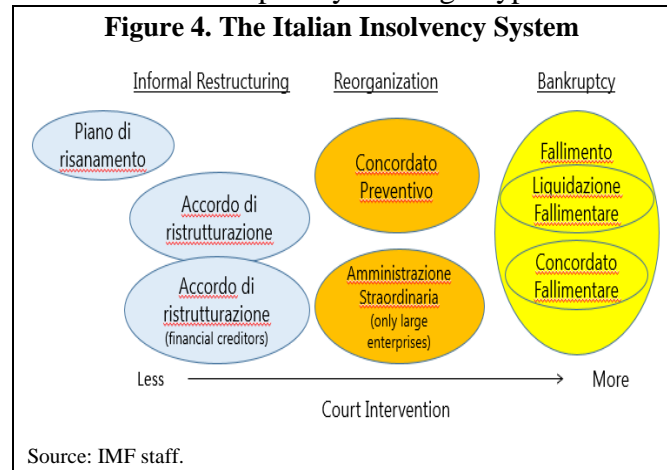 Figure 4. The Italian Insolvency System
Informal Restructuring
Reorganization
Bankruptcy
Piano di
risanamento
Accordo di
ristrutturazione
Accordo di
ristrutturazione
(financial creditors)
Concordato
Preventivo
Amministrazione
Straordinaria
(only large
enterprises)
Fallimento
Liquidazione
Fallimentare
Concordato
Fallimentare
Less
More
Court Intervention
Source: IMF staff.